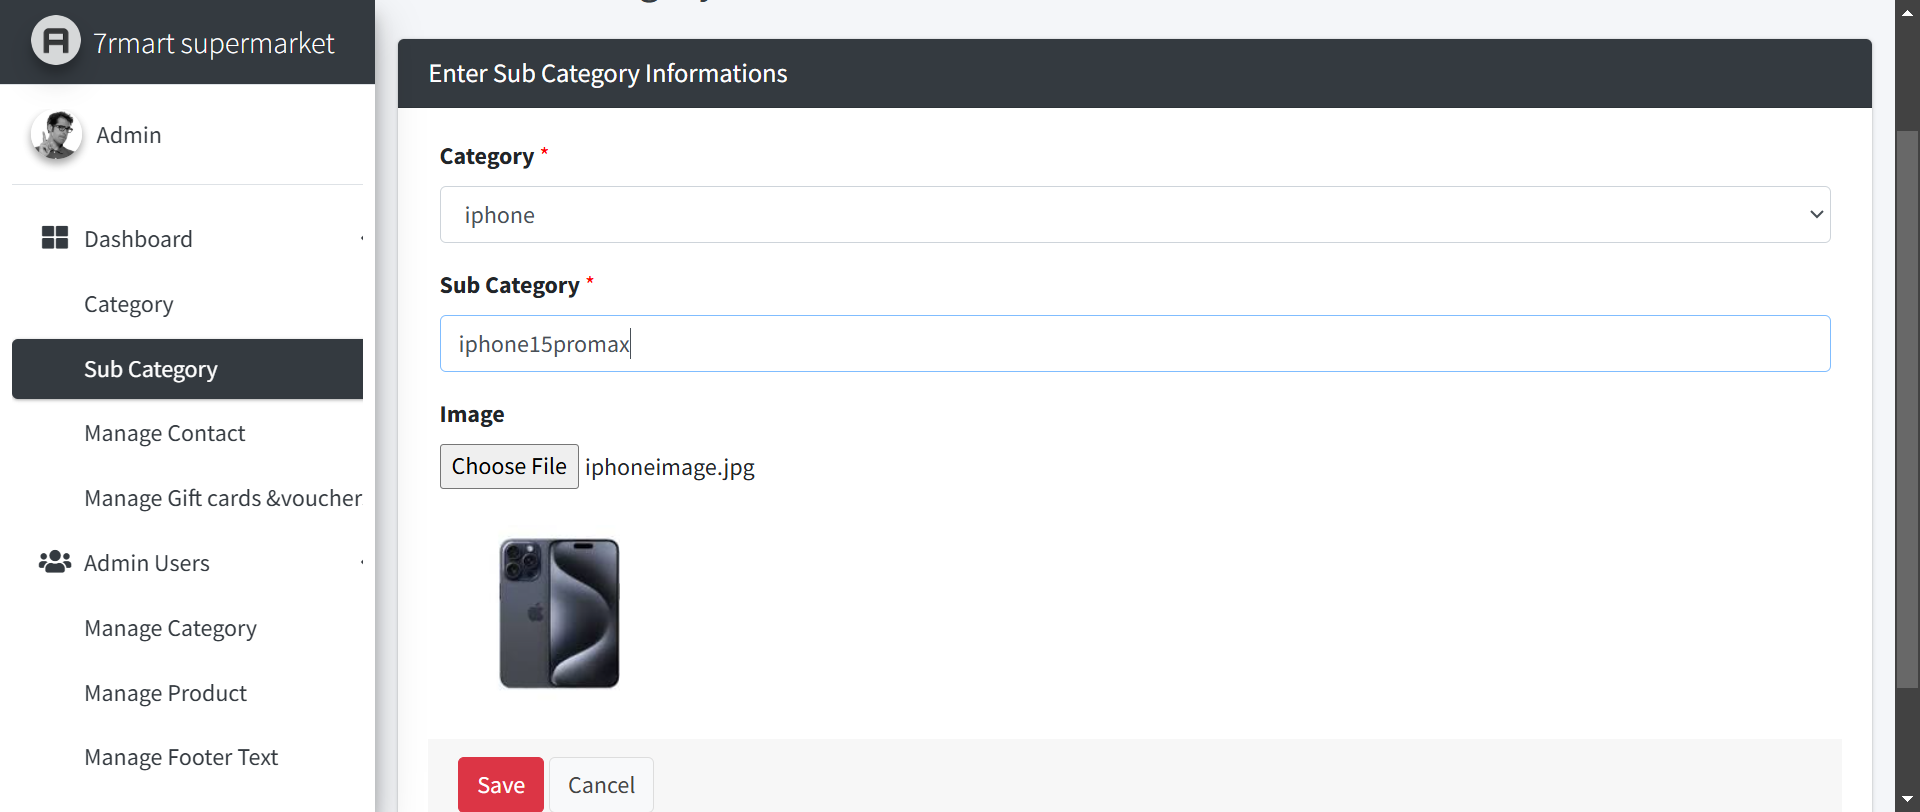 7rmart supermarket
Admin
Dashboard
Category
Sub Category
Manage Contact
Manage Gift cards &voucher
Admin Users
Manage Category
Manage Product
Manage Footer Text
Enter Sub Category Informations
Category *
iphone
Sub Category *
iphone15promax
Image
Choose File iphoneimage.jpg
Save Cancel